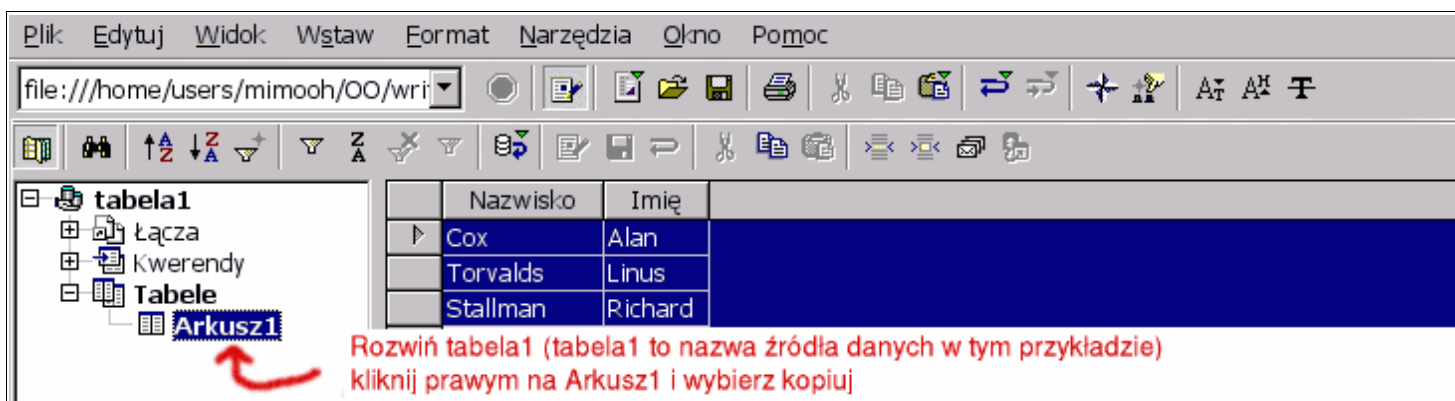 Plik Edytuj Widok Wstaw Format Narzędzia Okno Pomoc
file:///home/users/mimooh/OO/wri
tabela1
Łącza
Kwerendy
Tabele
Arkusz1
Nazwisko Imię
Cox Alan
Torvalds Linus
Stallman Richard
Rozwiń tabela1 (tabela1 to nazwa źródła danych w tym przykładzie)
kliknij prawym na Arkusz1 i wybierz kopiuj